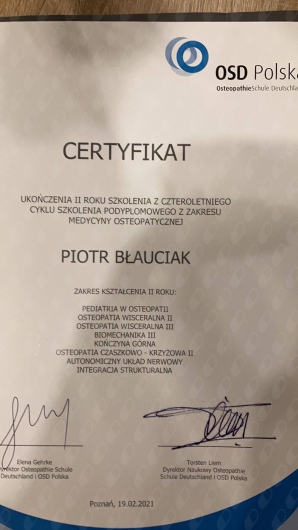 OSD Polska
OsteopathieSchule Deutschland
CERTYFIKAT
UKOŃCZENIA II ROKU SZKOLENIA Z CZTEROLETNIEGO
CYKLU SZKOLENIA PODYPLOMOWEGO Z ZAKRESU
MEDYCYNY OSTEOPATYCZNEJ
PIOTR BŁAUCIAK
ZAKRES KSZTAŁCENIA II ROKU:
PEDIATRIA W OSTEOPATII
OSTEOPATIA WISCERALNA II
OSTEOPATIA WISCERALNA III
BIOMECHANIKA III
KOŃCZYNA GÓRNA
OSTEOPATIA CZASZKOWO - KRZYŻOWA II
AUTONOMICZNY UKŁAD NERWOWY
INTEGRACJA STRUKTURALNA
Elena Gehrke
Dyrektor Osteopathie Schule
Deutschland i OSD Polska
Torsten Liem
Dyrektor Naukowy Osteopathie
Schule Deutschland i OSD Polska
Poznań, 19.02.2021